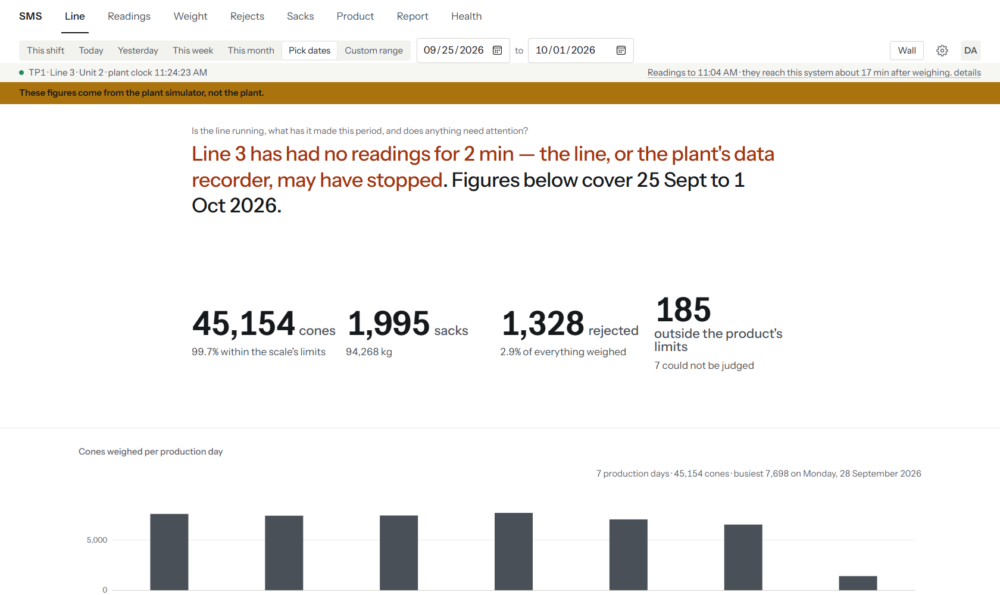 SMS Line Readings Weight Rejects Sacks Product Report Health
This shift Today Yesterday This week This month Pick dates Custom range 09/25/2026 to 10/01/2026 Wall DA
TP1 · Line 3 · Unit 2 · plant clock 11:24:23 AM Readings to 11:04 AM · they reach this system about 17 min after weighing. details
These figures come from the plant simulator, not the plant.
Is the line running, what has it made this period, and does anything need attention?
Line 3 has had no readings for 2 min — the line, or the plant's data
recorder, may have stopped. Figures below cover 25 Sept to 1
Oct 2026.
45,154 cones
99.7% within the scale's limits
1,995 sacks
94,268 kg
1,328 rejected
2.9% of everything weighed
185
outside the product's
limits
7 could not be judged
Cones weighed per production day
7 production days · 45,154 cones · busiest 7,698 on Monday, 28 September 2026
5,000
0